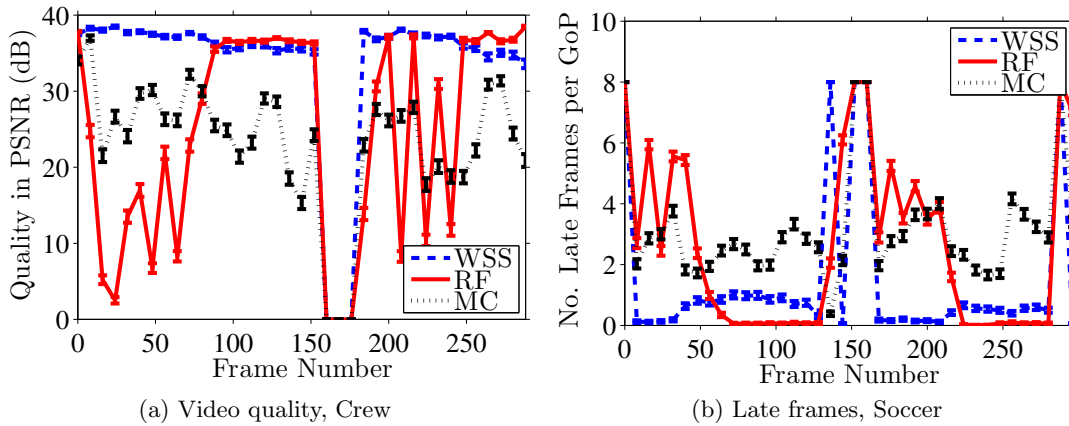 40
30
20
10
0
Quality in PSNR (dB)
WSS
RF
MC
0 50 100 150 200 250
Frame Number
(a) Video quality, Crew
10
8
6
4
2
0
No. Late Frames per GoP
WSS
RF
MC
0 50 100 150 200 250
Frame Number
(b) Late frames, Soccer